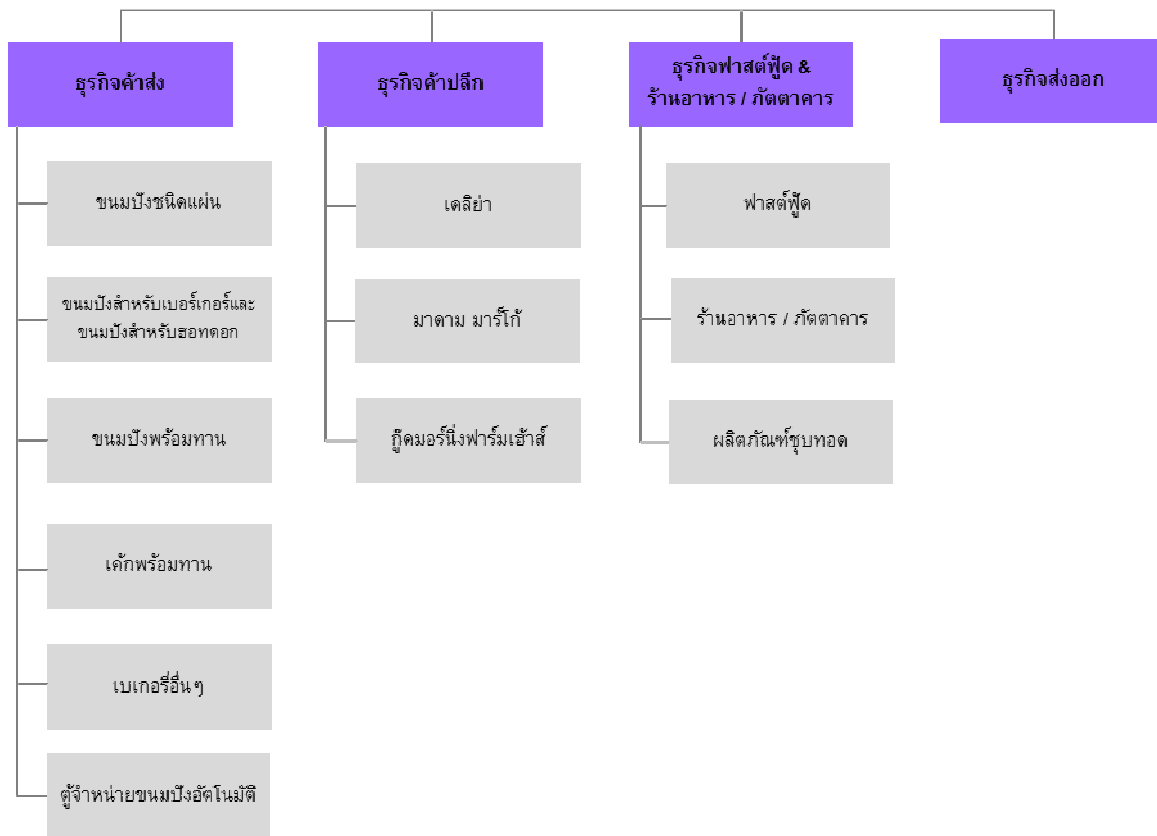 ธุรกิจค้าส่ง
ขนมปังชนิดแผ่น
ขนมปังสำหรับเบอร์เกอร์และ
ขนมปังสำหรับฮอทดอก
ขนมปังพร้อมทาน
เค้กพร้อมทาน
เบเกอรี่อื่นๆ
ตู้จำหน่ายขนมปังอัตโนมัติ
ธุรกิจค้าปลีก
เดลิย่า
มาดาม มาร์โก้
กู๊ดมอร์นิ่งฟาร์มเฮ้าส์
ธุรกิจฟาสต์ฟู้ด &
ร้านอาหาร / ภัตตาคาร
ฟาสต์ฟู้ด
ร้านอาหาร / ภัตตาคาร
ผลิตภัณฑ์ชุบทอด
ธุรกิจส่งออก